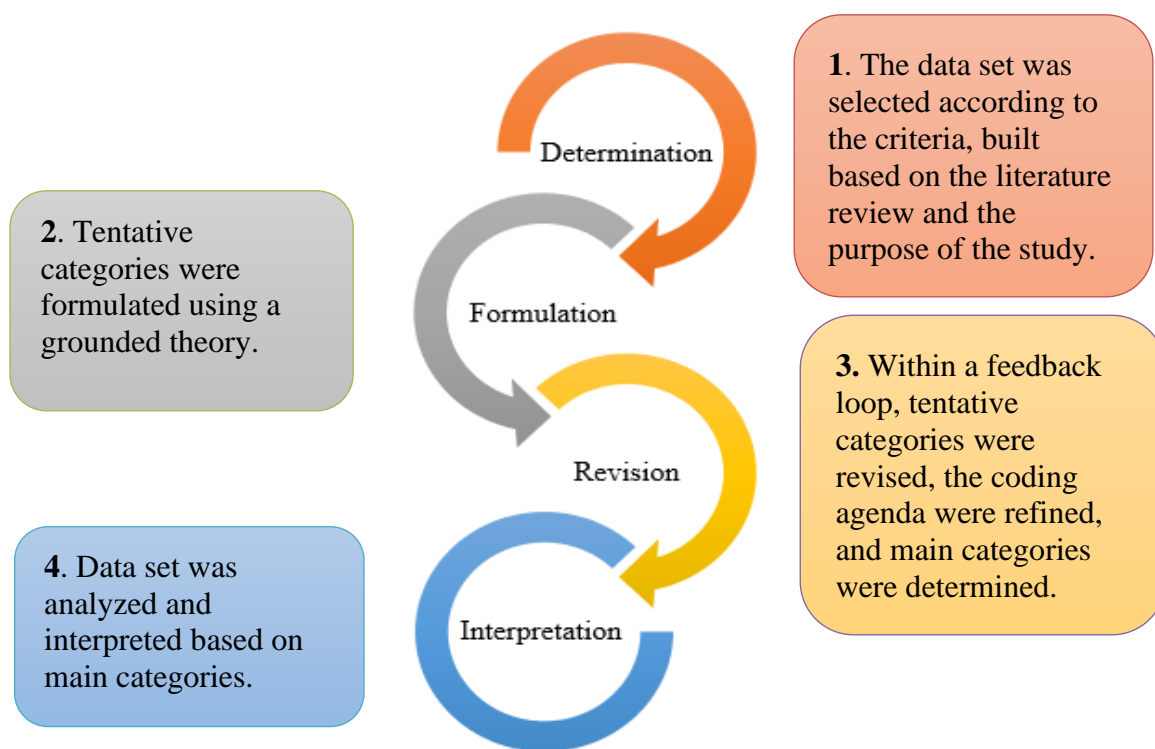 1. The data set was
selected according to
the criteria, built
based on the literature
review and the
purpose of the study.
Determination
2. Tentative
categories were
formulated using a
grounded theory.
Formulation
3. Within a feedback
loop, tentative
categories were
revised, the coding
agenda were refined,
and main categories
were determined.
Revision
4. Data set was
analyzed and
interpreted based on
main categories.
Interpretation